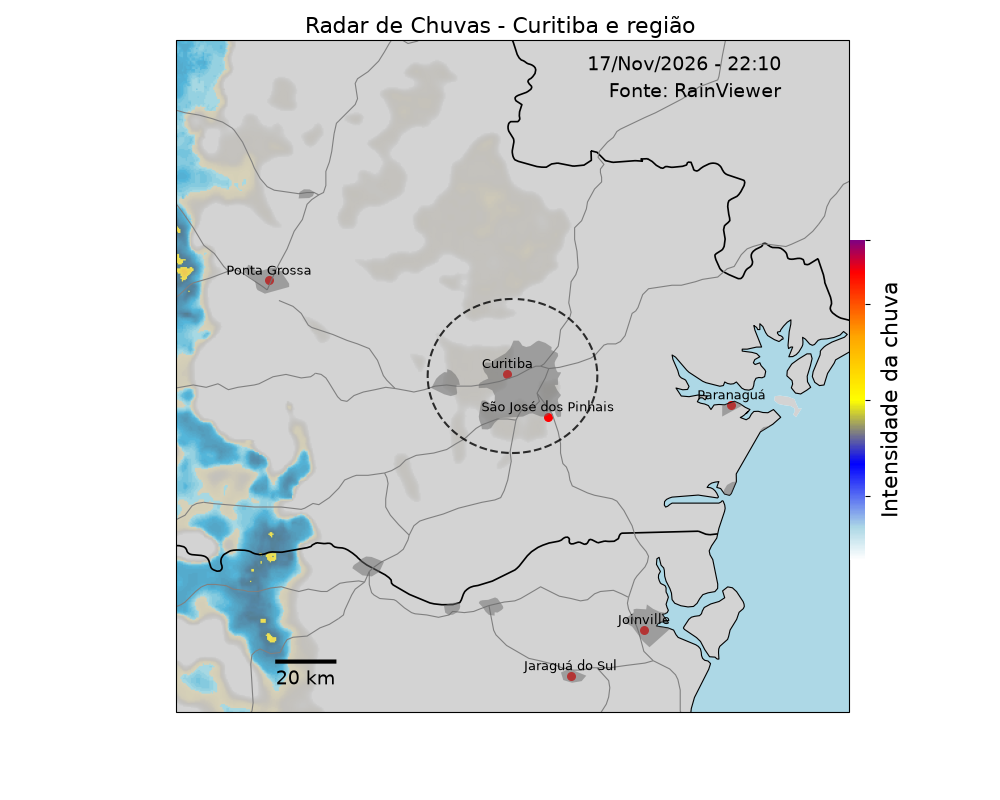 Radar de Chuvas - Curitiba e região
17/Nov/2026 - 22:10
Fonte: RainViewer
Ponta Grossa
Curitiba
São José dos Pinhais
Paranaguá
Joinville
Jaraguá do Sul
20 km
Intensidade da chuva